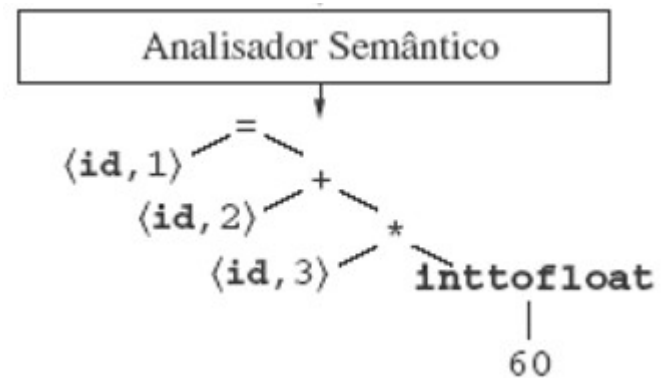 Analisador Semântico
=
⟨id,1⟩
+
⟨id,2⟩
*
⟨id,3⟩ inttofloat
60